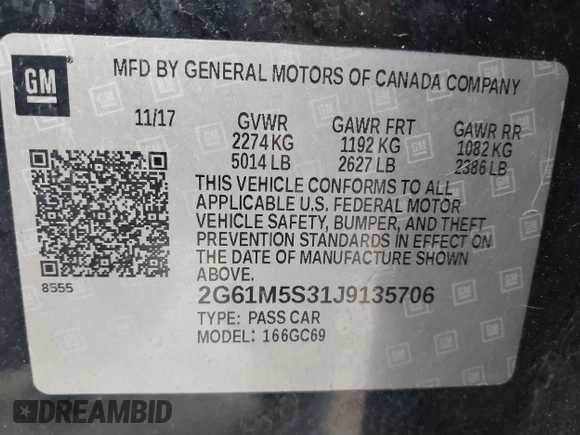 GM
MFD BY GENERAL MOTORS OF CANADA COMPANY
11/17 GVWR GAWR FRT GAWR RR
2274 KG 1192 KG 1082 KG
5014 LB 2627 LB 2386 LB
THIS VEHICLE CONFORMS TO ALL
APPLICABLE U.S. FEDERAL MOTOR
VEHICLE SAFETY, BUMPER, AND THEFT
PREVENTION STANDARDS IN EFFECT ON
THE DATE OF MANUFACTURE SHOWN
ABOVE.
8555
2G61M5S31J9135706
TYPE: PASS CAR
MODEL: 166GC69
DREAMBID